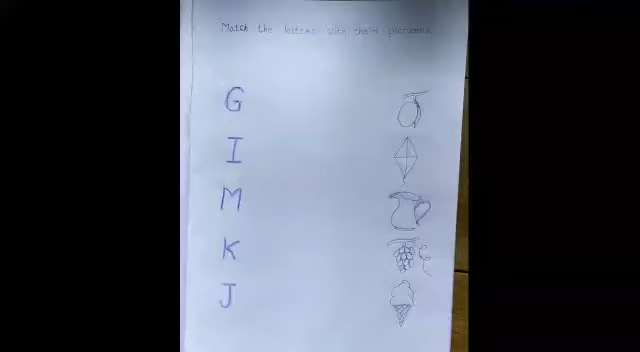 Match the letters with their pictures.
G
I
M
K
J